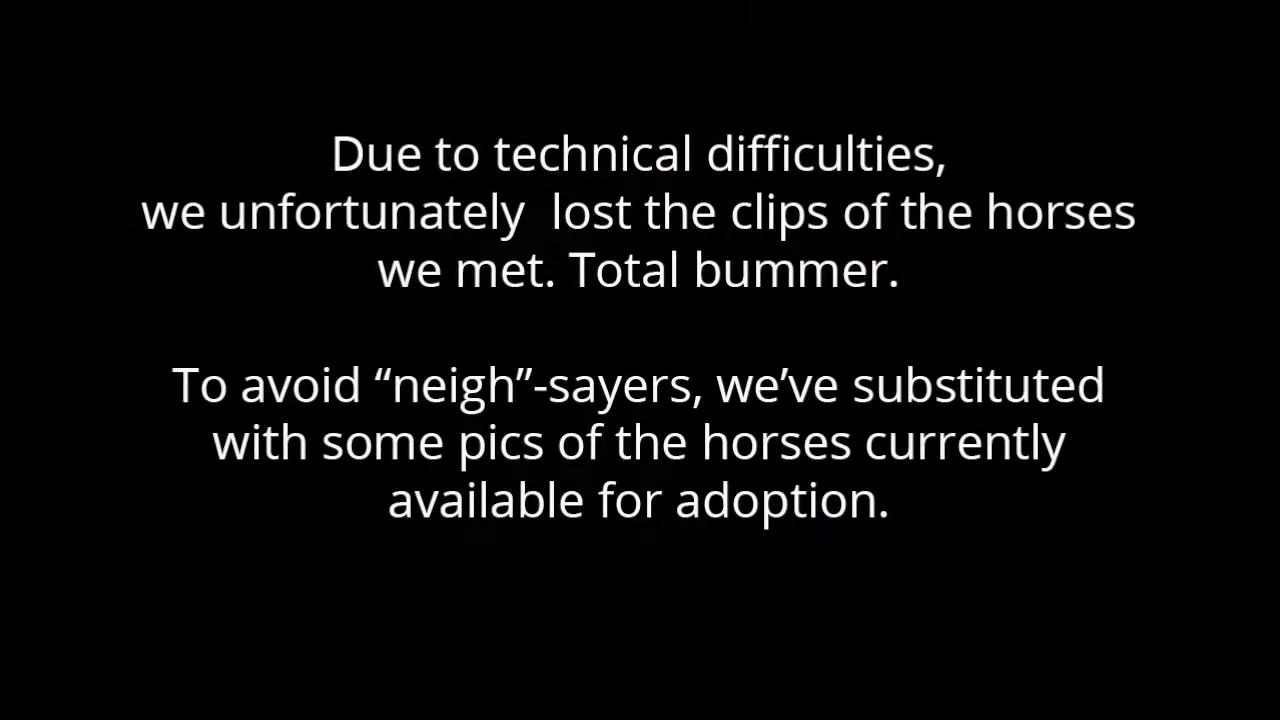 Due to technical difficulties,
we unfortunately  lost the clips of the horses
we met. Total bummer.
To avoid “neigh”-sayers, we’ve substituted
with some pics of the horses currently
available for adoption.